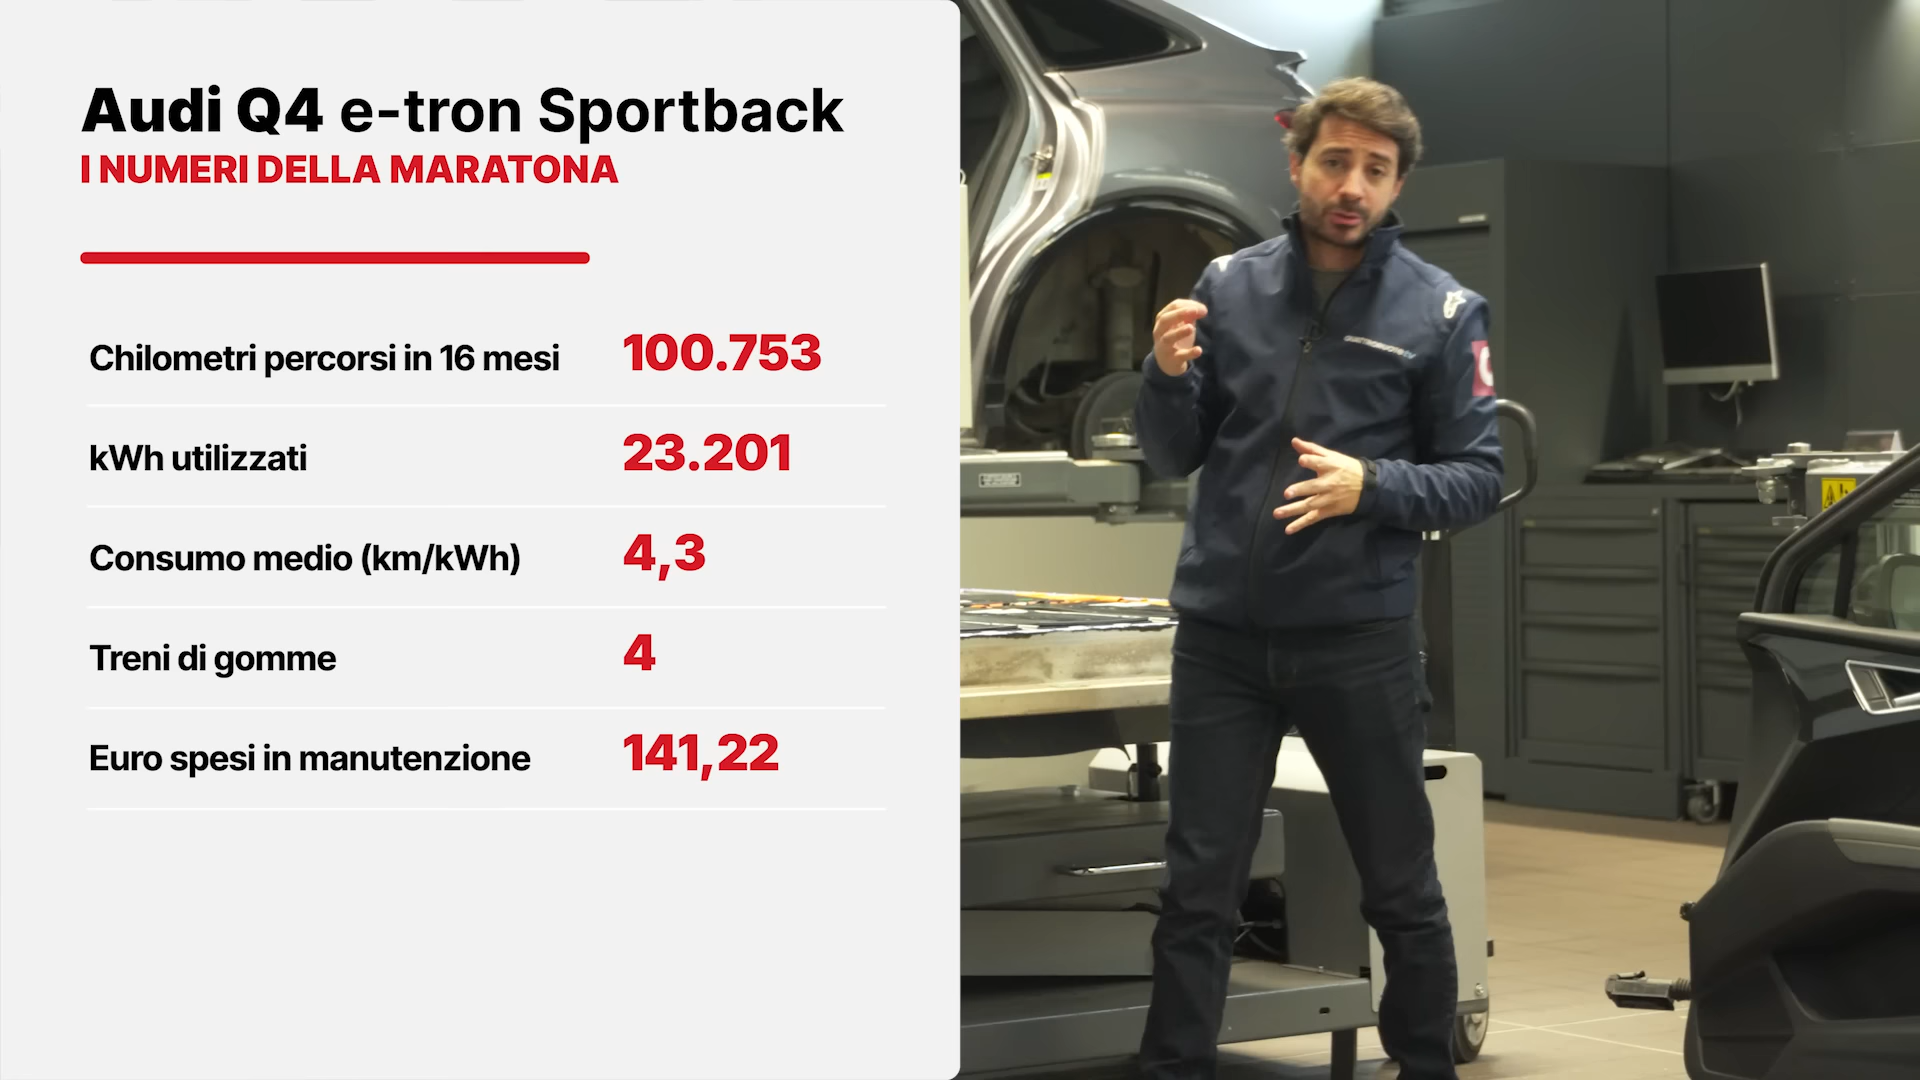 Audi Q4 e-tron Sportback
I NUMERI DELLA MARATONA
Chilometri percorsi in 16 mesi 100.753
kWh utilizzati 23.201
Consumo medio (km/kWh) 4,3
Treni di gomme 4
Euro spesi in manutenzione 141,22